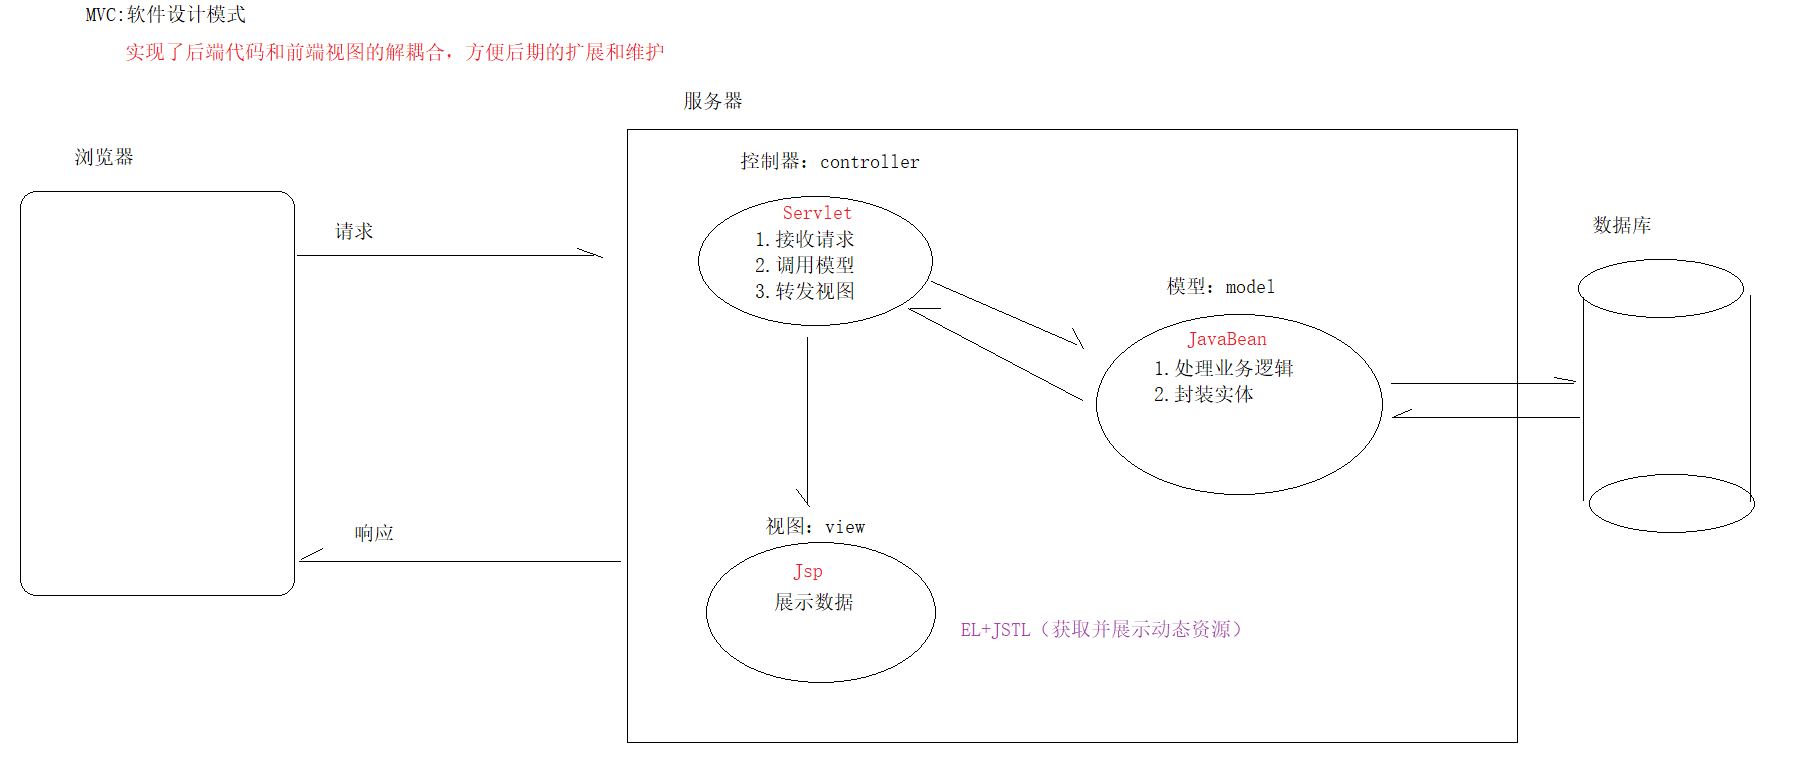 MVC:软件设计模式
实现了后端代码和前端视图的解耦合，方便后期的扩展和维护
服务器
浏览器
控制器：controller
Servlet
1.接收请求
2.调用模型
3.转发视图
请求
数据库
模型：model
JavaBean
1.处理业务逻辑
2.封装实体
响应
视图：view
Jsp
展示数据
EL+JSTL（获取并展示动态资源）